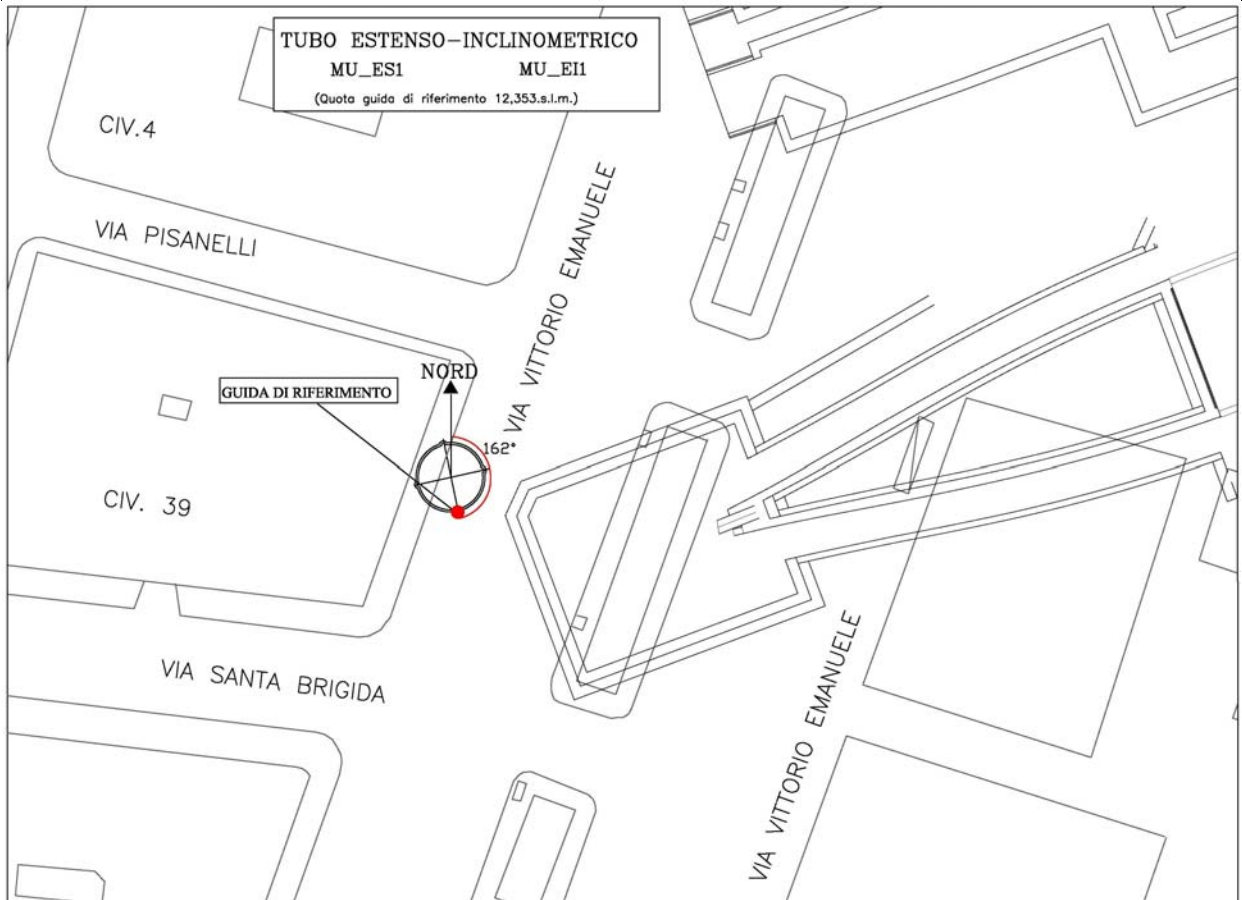 TUBO ESTENSO-INCLINOMETRICO
MU_ES1 MU_EI1
(Quota guida di riferimento 12,353.s.l.m.)
CIV.4
VIA PISANELLI
VIA VITTORIO EMANUELE
NORD
GUIDA DI RIFERIMENTO
162°
CIV. 39
VIA SANTA BRIGIDA
VIA VITTORIO EMANUELE